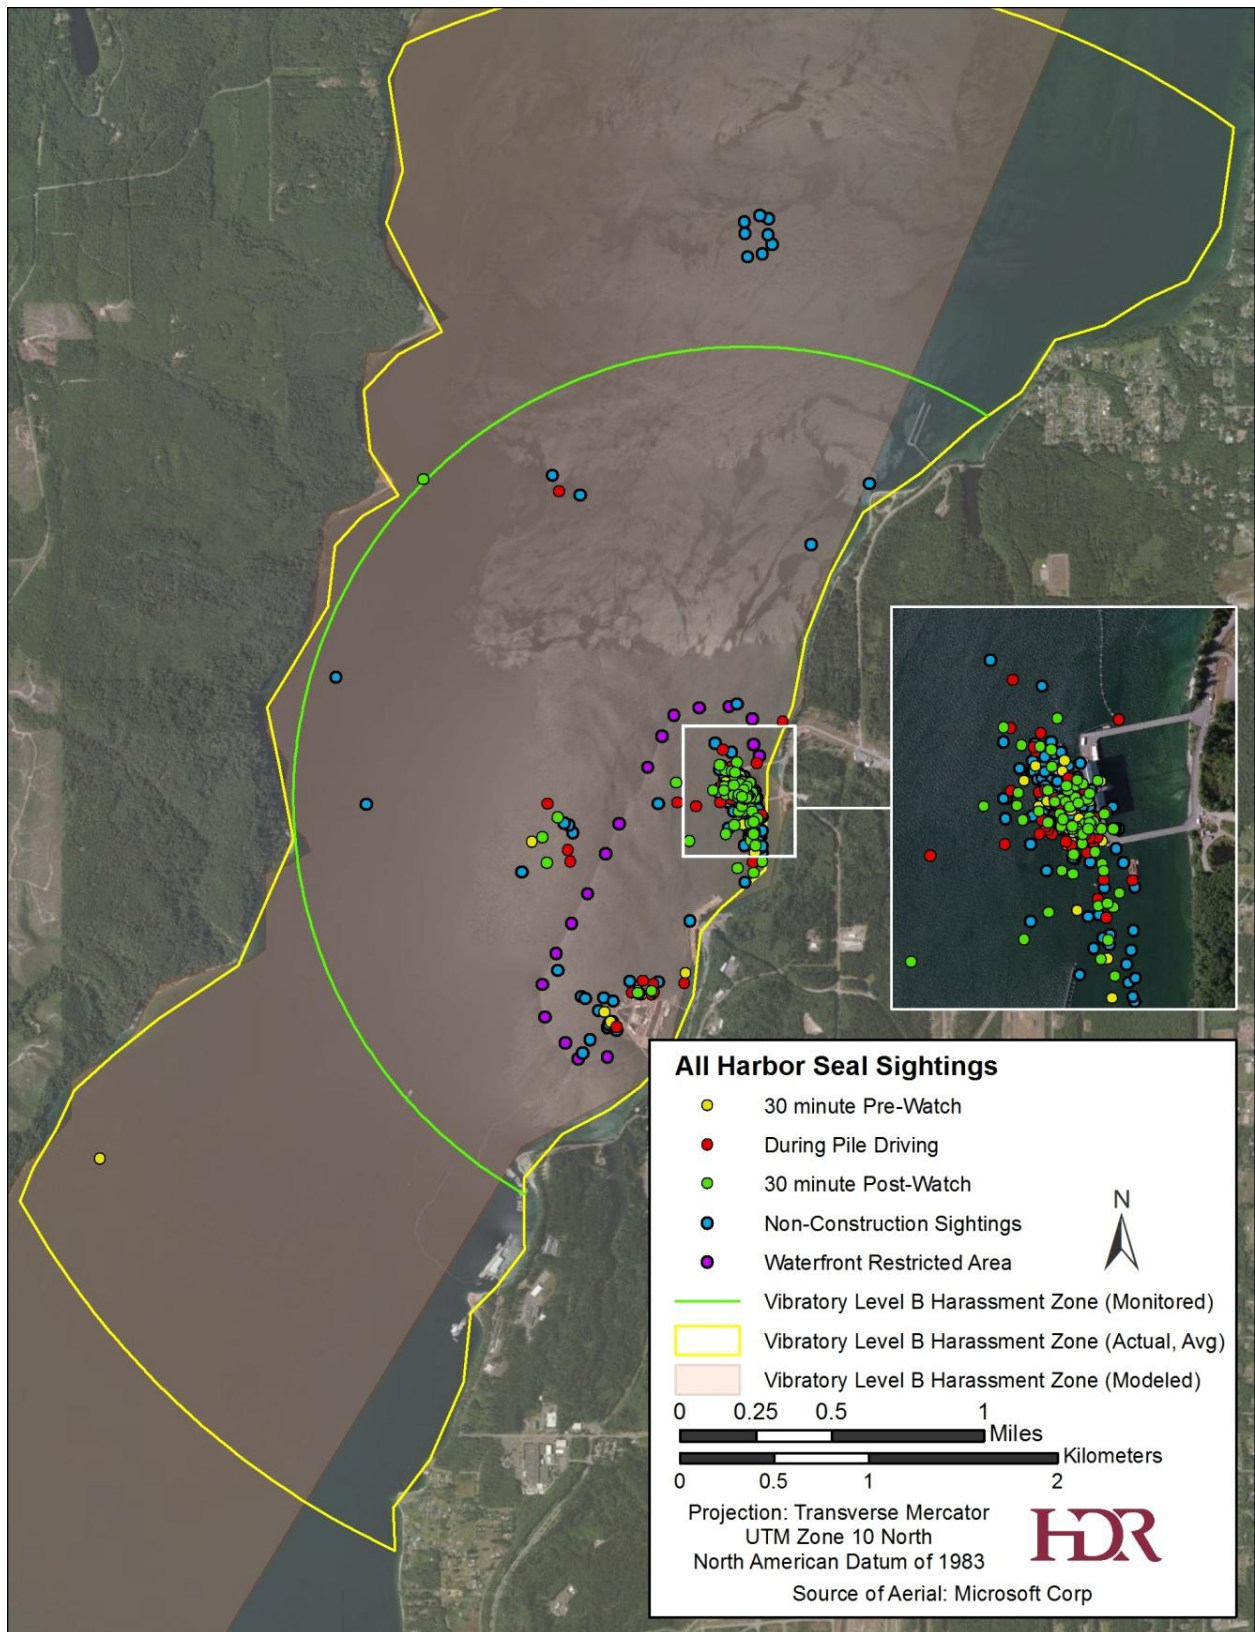 All Harbor Seal Sightings
30 minute Pre-Watch
During Pile Driving
30 minute Post-Watch
N
Non-Construction Sightings
Waterfront Restricted Area
Vibratory Level B Harassment Zone (Monitored)
Vibratory Level B Harassment Zone (Actual, Avg)
Vibratory Level B Harassment Zone (Modeled)
0 0.25 0.5 1
Miles
Kilometers
0 0.5 1 2
Projection: Transverse Mercator
UTM Zone 10 North
North American Datum of 1983
HDR
Source of Aerial: Microsoft Corp